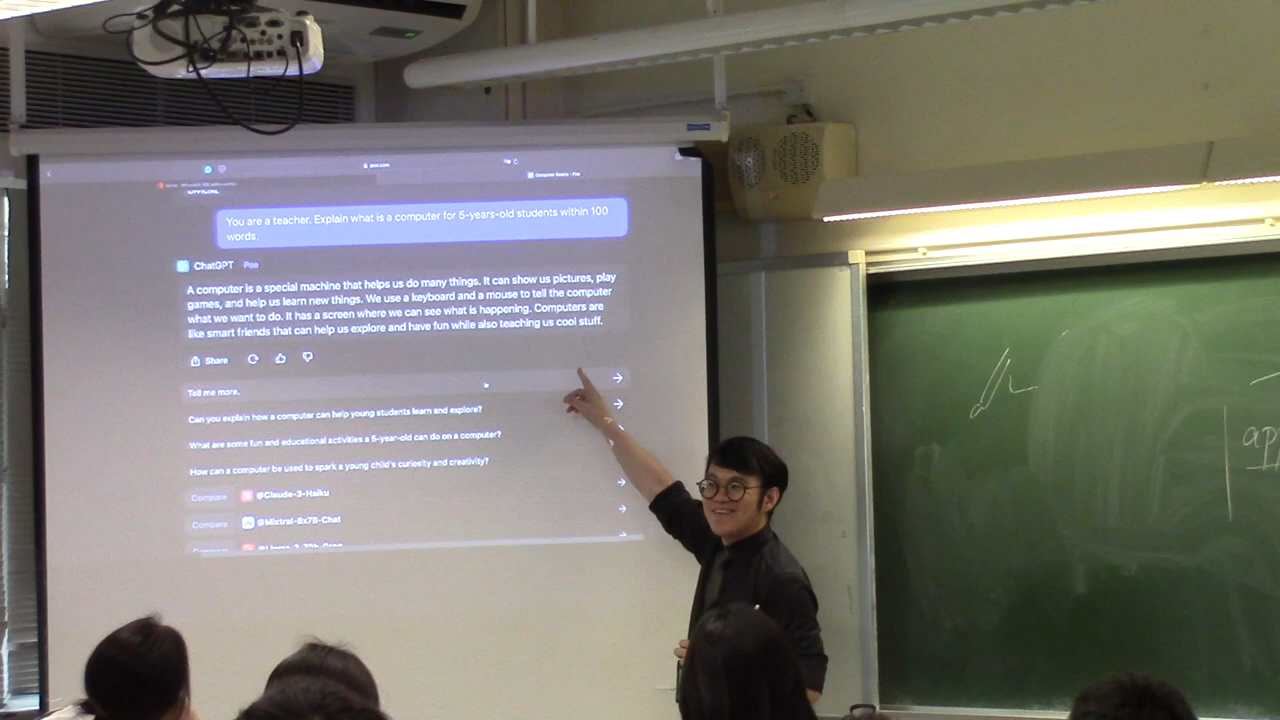 poe.com
Computer Basics - Poe
You are a teacher. Explain what is a computer for 5-years-old students within 100
words.
ChatGPT Poe
A computer is a special machine that helps us do many things. It can show us pictures, play
games, and help us learn new things. We use a keyboard and a mouse to tell the computer
what we want to do. It has a screen where we can see what is happening. Computers are
like smart friends that can help us explore and have fun while also teaching us cool stuff.
Share
Tell me more.
Can you explain how a computer can help young students learn and explore?
What are some fun and educational activities a 5-year-old can do on a computer?
How can a computer be used to spark a young child's curiosity and creativity?
Compare @Claude-3-Haiku
Compare @Mixtral-8x7B-Chat
app